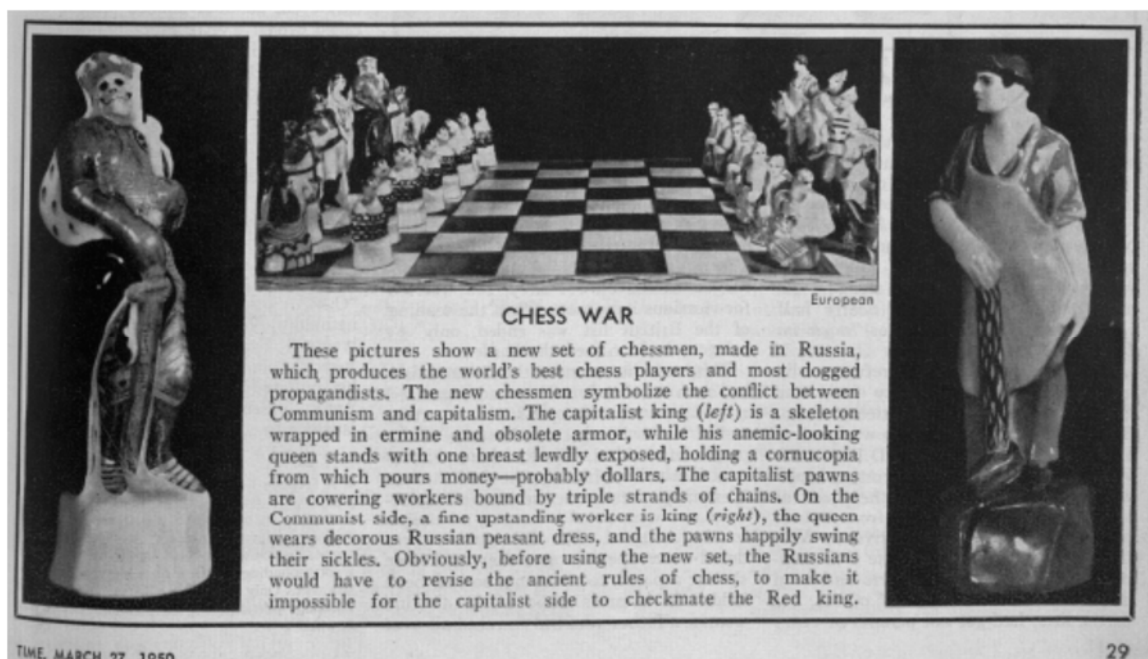 European
CHESS WAR
These pictures show a new set of chessmen, made in Russia,
which produces the world's best chess players and most dogged
propagandists. The new chessmen symbolize the conflict between
Communism and capitalism. The capitalist king (left) is a skeleton
wrapped in ermine and obsolete armor, while his anemic-looking
queen stands with one breast lewdly exposed, holding a cornucopia
from which pours money—probably dollars. The capitalist pawns
are cowering workers bound by triple strands of chains. On the
Communist side, a fine upstanding worker is king (right), the queen
wears decorous Russian peasant dress, and the pawns happily swing
their sickles. Obviously, before using the new set, the Russians
would have to revise the ancient rules of chess, to make it
impossible for the capitalist side to checkmate the Red king.
TIME, MARCH 27, 1950
29